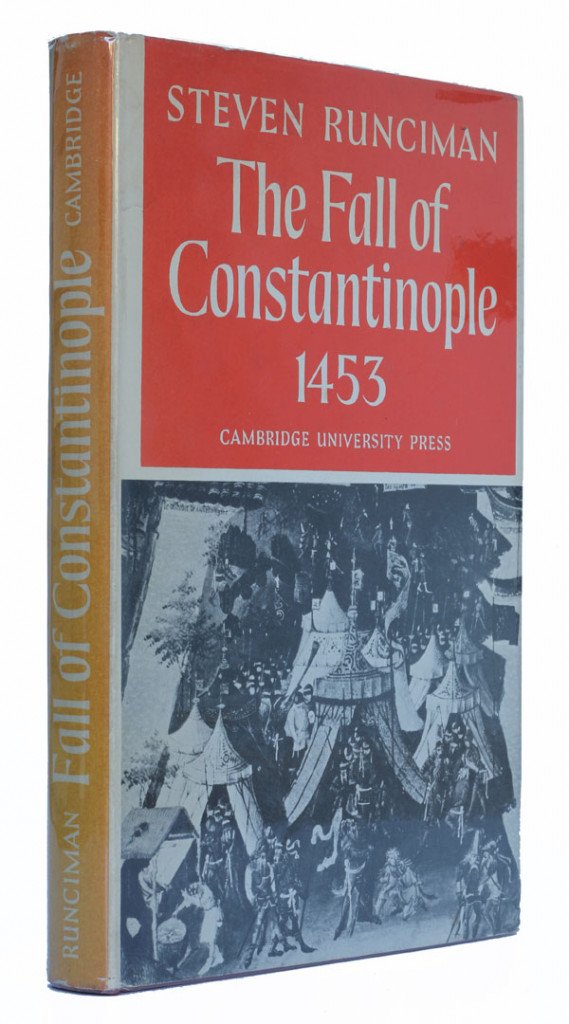 STEVEN RUNCIMAN
The Fall of
Constantinople
1453
CAMBRIDGE UNIVERSITY PRESS
RUNCIMAN Fall of Constantinople CAMBRIDGE